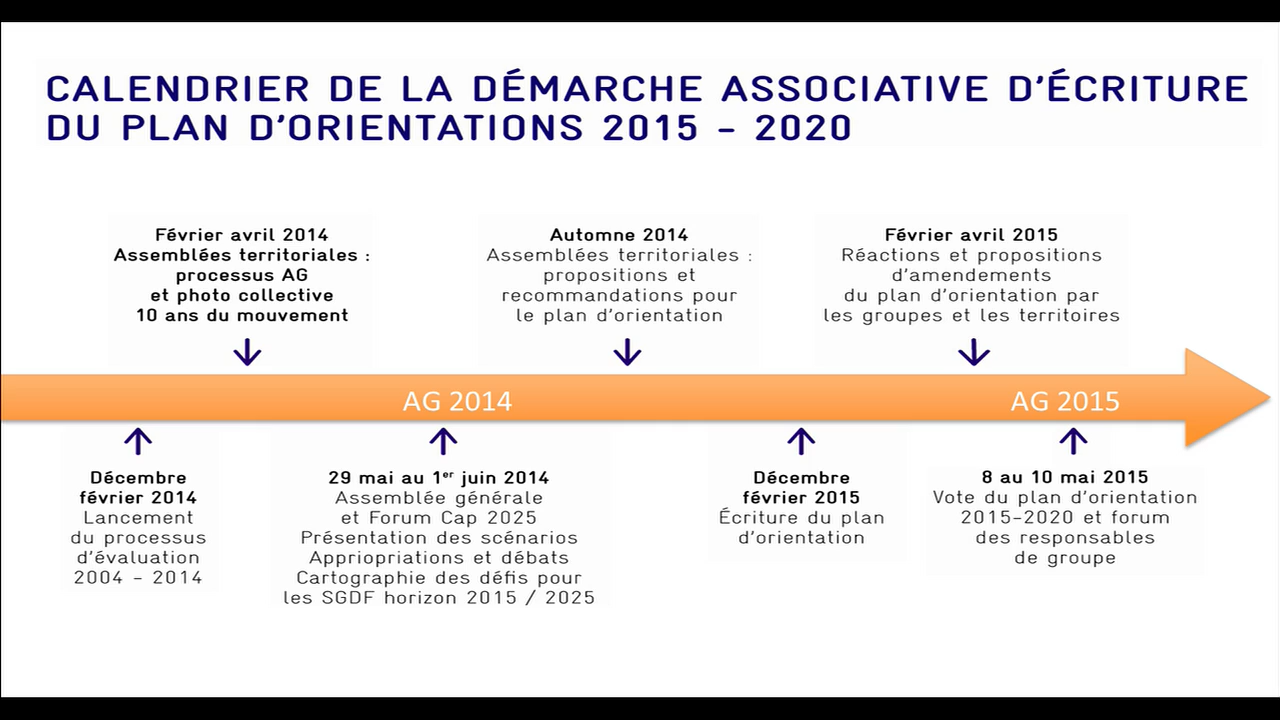 CALENDRIER DE LA DÉMARCHE ASSOCIATIVE D'ÉCRITURE
DU PLAN D'ORIENTATIONS 2015 - 2020
Février avril 2014
Assemblées territoriales :
processus AG
et photo collective
10 ans du mouvement
Automne 2014
Assemblées territoriales :
propositions et
recommandations pour
le plan d'orientation
Février avril 2015
Réactions et propositions
d'amendements
du plan d'orientation par
les groupes et les territoires
AG 2014
AG 2015
Décembre
février 2014
Lancement
du processus
d'évaluation
2004 - 2014
29 mai au 1er juin 2014
Assemblée générale
et Forum Cap 2025
Présentation des scénarios
Appriopriations et débats
Cartographie des défis pour
les SGDF horizon 2015 / 2025
Décembre
février 2015
Écriture du plan
d'orientation
8 au 10 mai 2015
Vote du plan d'orientation
2015-2020 et forum
des responsables
de groupe